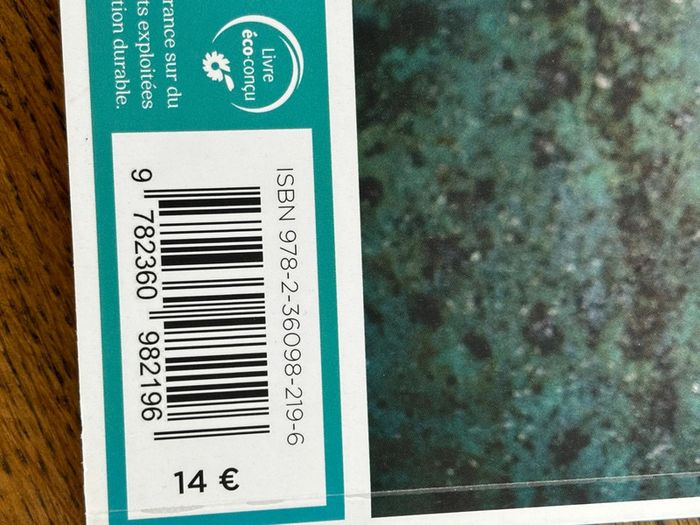 rance sur du
ts exploitées
tion durable.
Livre
éco-conçu
ISBN 978-2-36098-219-6
9 782360 982196
14 €